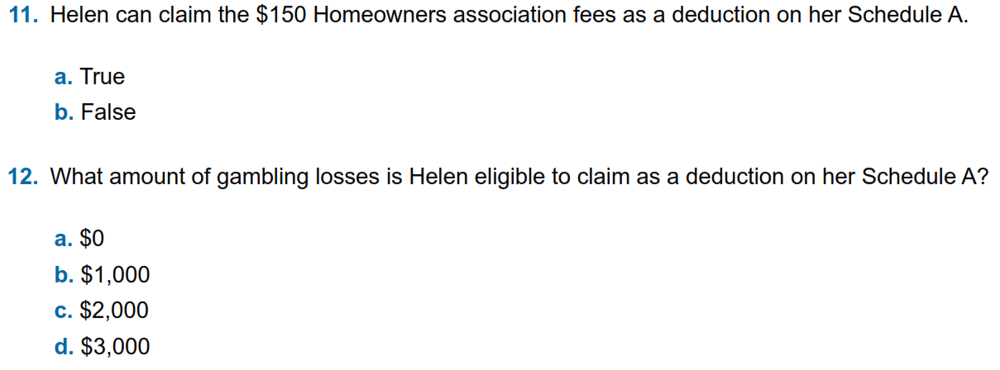 11. Helen can claim the $150 Homeowners association fees as a deduction on her Schedule A.
a. True
b. False
12. What amount of gambling losses is Helen eligible to claim as a deduction on her Schedule A?
a. $0
b. $1,000
c. $2,000
d. $3,000